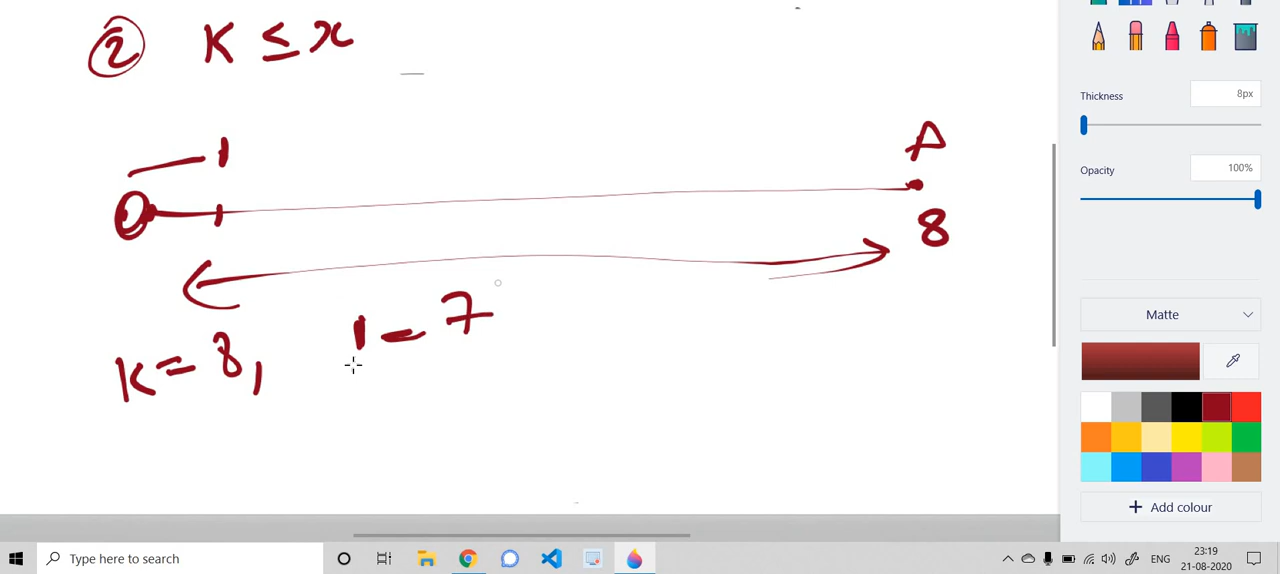 ② K ≤ x
1
A
0 1
8
1 - 7
K = 8,
Thickness
8px
Opacity
100%
Matte
+ Add colour
Type here to search
ENG
23:19
21-08-2020